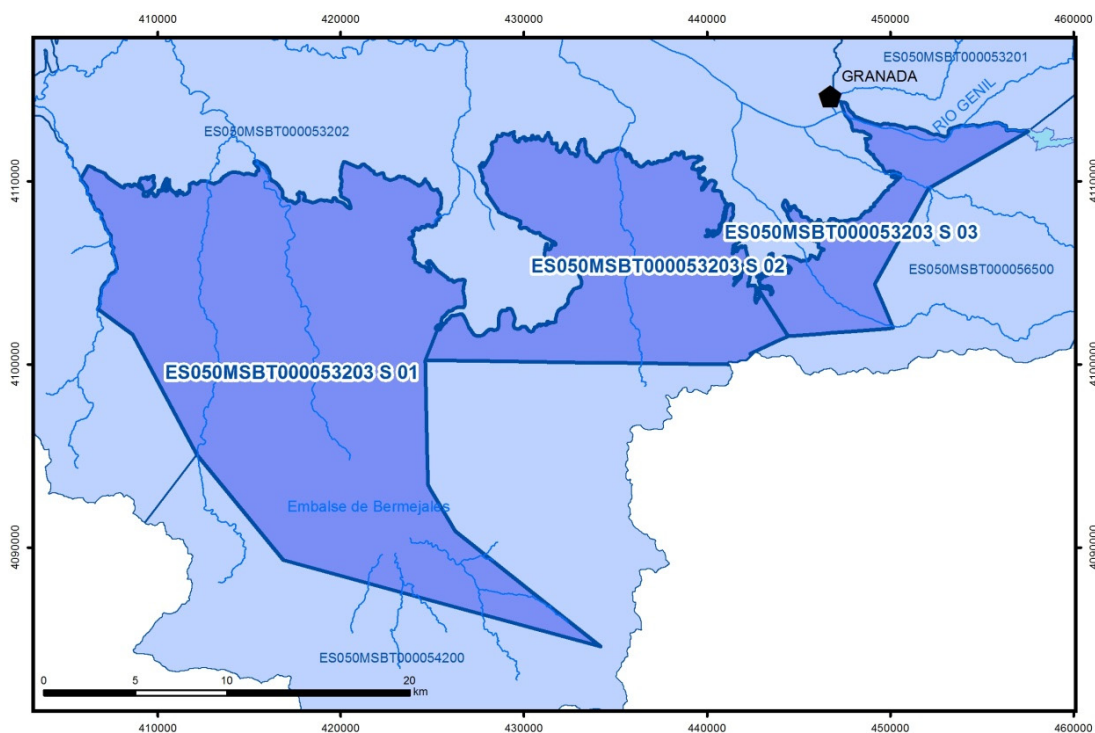 410000 420000 430000 440000 450000 460000
ES050MSBT000053201
GRANADA
RIO GENIL
ES050MSBT000053202
4110000 4110000
ES050MSBT000053203 S 03
ES050MSBT000053203 S 02
ES050MSBT000056500
4100000 4100000
ES050MSBT000053203 S 01
Embalse de Bermejales
4090000 4090000
ES050MSBT000054200
0 5 10 20
km
410000 420000 430000 440000 450000 460000